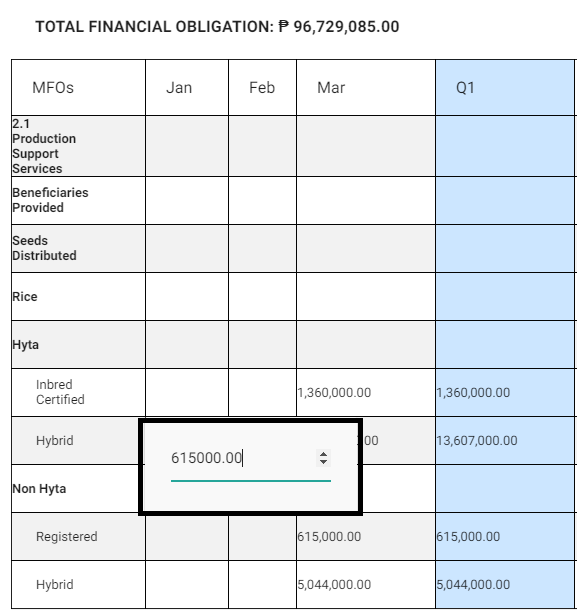 TOTAL FINANCIAL OBLIGATION: ₱ 96,729,085.00
MFOs Jan Feb Mar Q1
2.1
Production
Support
Services
Beneficiaries
Provided
Seeds
Distributed
Rice
Hyta
Inbred
Certified 1,360,000.00 1,360,000.00
Hybrid 00 13,607,000.00
615000.00
Non Hyta
Registered 615,000.00 615,000.00
Hybrid 5,044,000.00 5,044,000.00